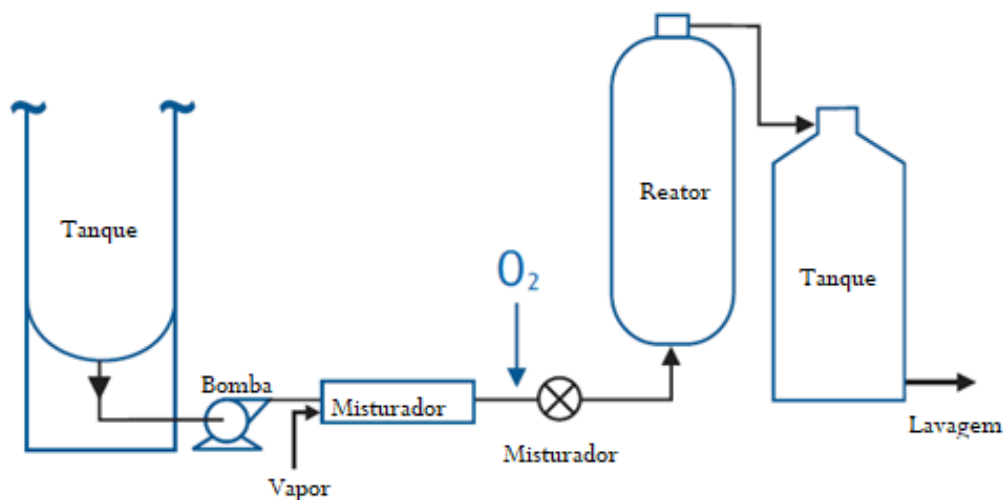 Tanque
Bomba
Misturador
Vapor
O₂
Misturador
Reator
Tanque
Lavagem